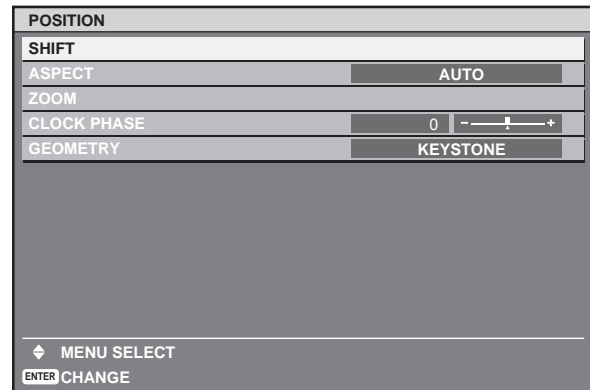 POSITION
SHIFT
ASPECT AUTO
ZOOM
CLOCK PHASE 0 - +
GEOMETRY KEYSTONE
MENU SELECT
ENTER CHANGE